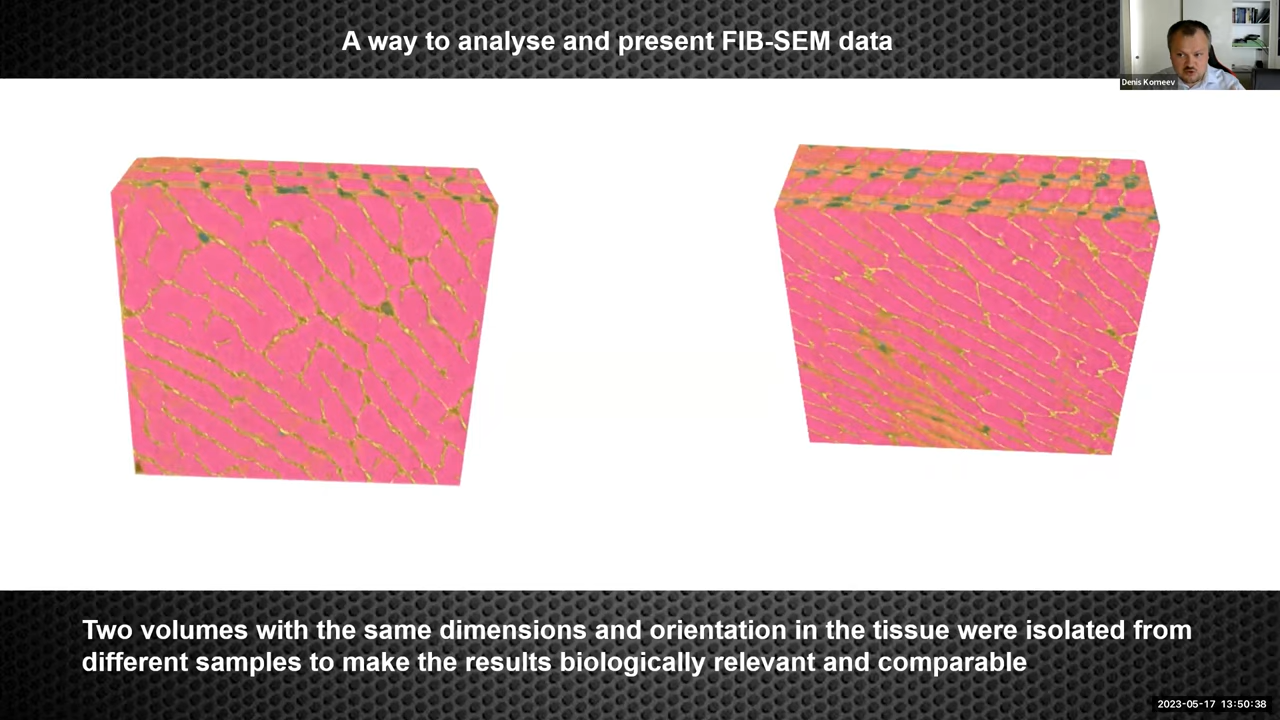 A way to analyse and present FIB-SEM data
Denis Korneev
Two volumes with the same dimensions and orientation in the tissue were isolated from
different samples to make the results biologically relevant and comparable
2023-05-17 13:50:38